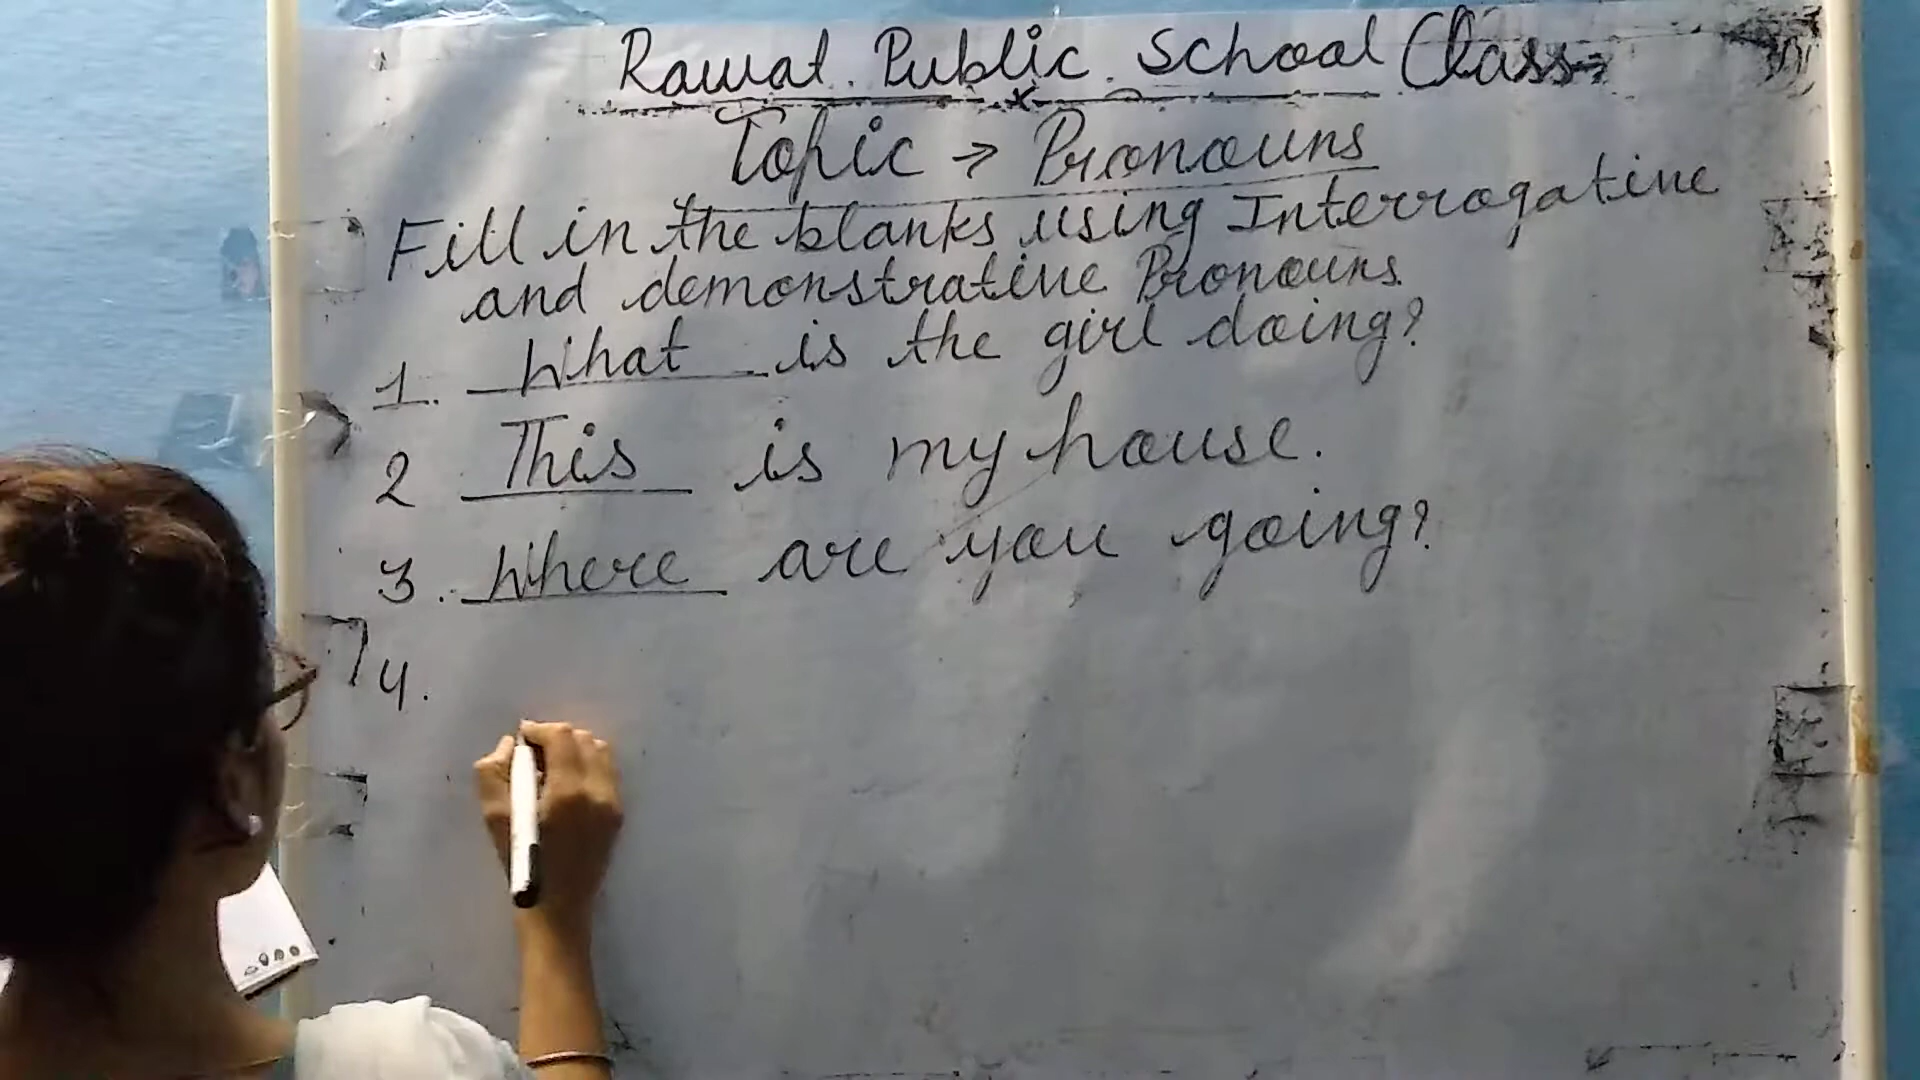 Rawat Public School Class
Topic → Pronouns
Fill in the blanks using Interrogative
and demonstrative Pronouns.
1. What is the girl doing?
2 This is my house.
3. Where are you going?
4.